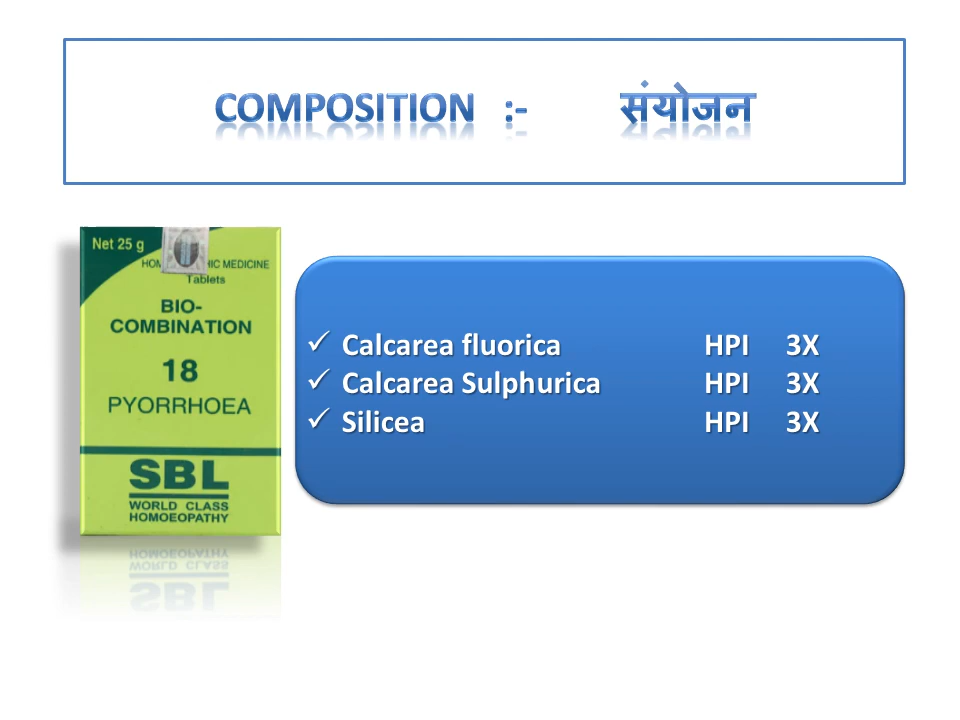 COMPOSITION :- संयोजन
Net 25 g
HOM IC MEDICINE
Tablets
BIO-
COMBINATION
18
PYORRHOEA
SBL
WORLD CLASS
HOMOEOPATHY
✓ Calcarea fluorica HPI 3X
✓ Calcarea Sulphurica HPI 3X
✓ Silicea HPI 3X